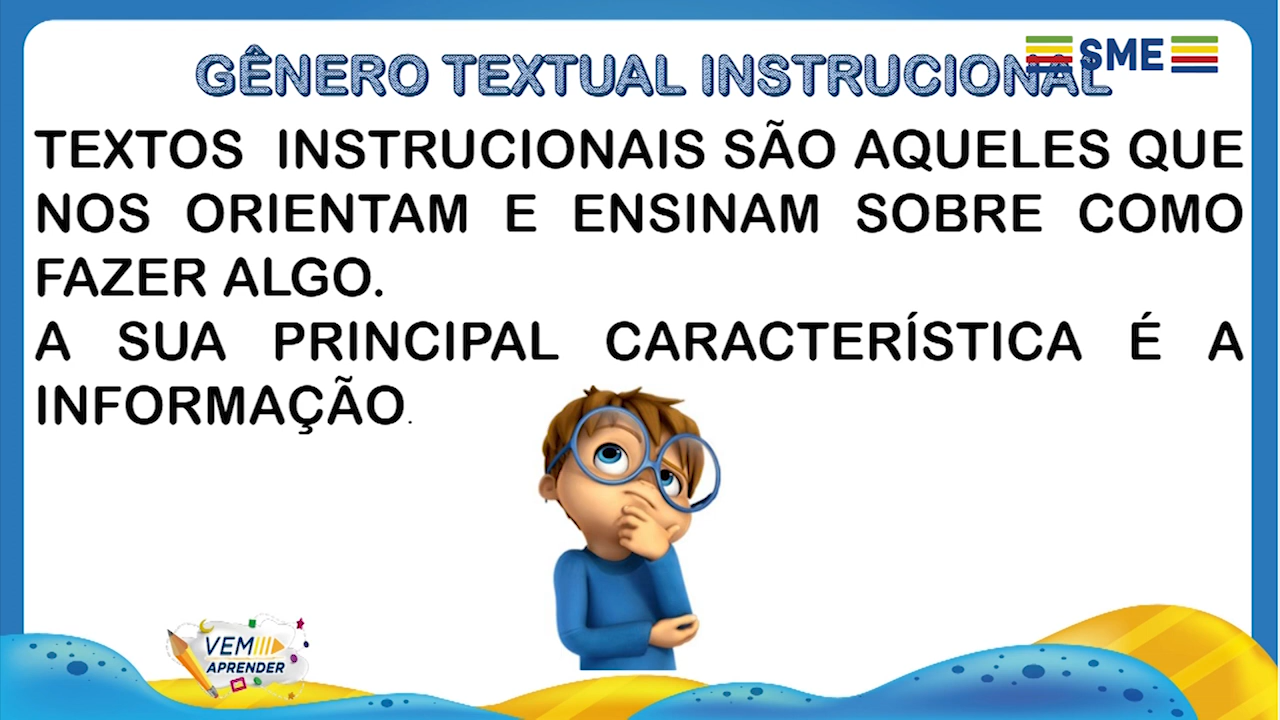 GÊNERO TEXTUAL INSTRUCIONAL
SME
TEXTOS INSTRUCIONAIS SÃO AQUELES QUE
NOS ORIENTAM E ENSINAM SOBRE COMO
FAZER ALGO.
A SUA PRINCIPAL CARACTERÍSTICA É A
INFORMAÇÃO.
VEM
APRENDER